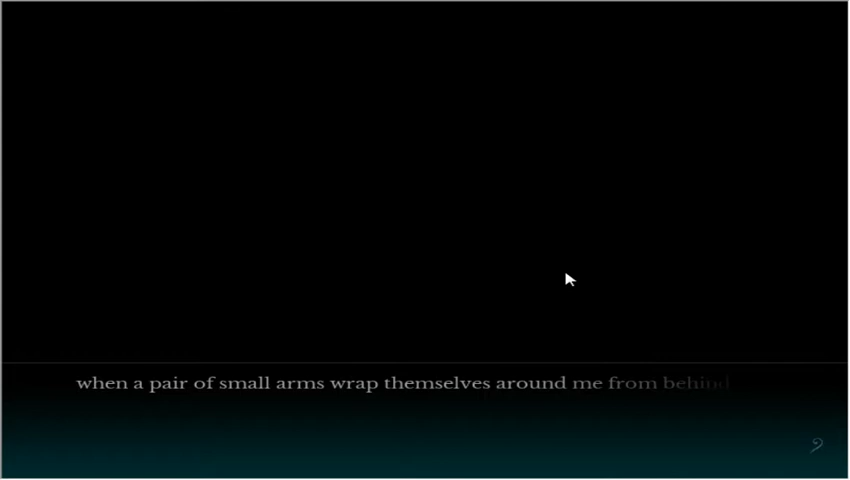 when a pair of small arms wrap themselves around me from behind